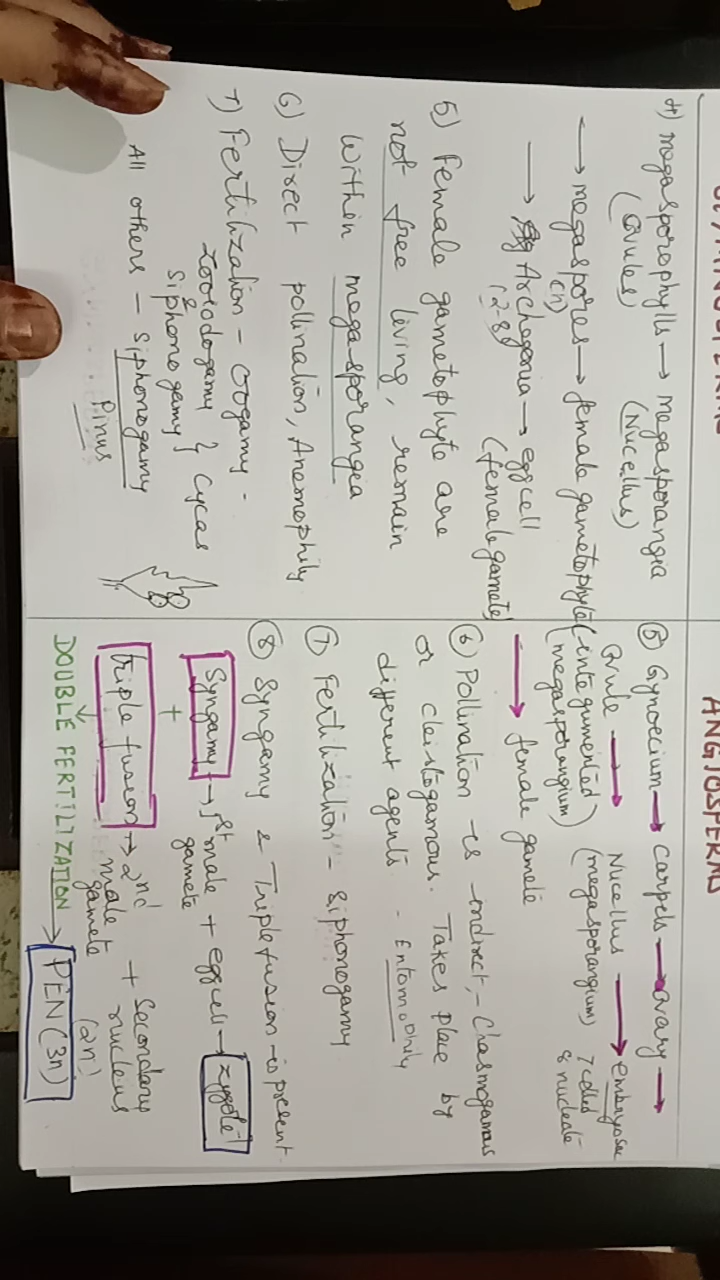 GYMNOSPERMS
4) megasporophylls → megasporangia
(ovules) (Nucellus)
→ megaspores → female gametophyte
(n)
→ Archegonia → egg cell
(2-8) (female gamete)
5) Female gametophyte are
not free living, remain
within megasporangia
6) Direct pollination, Anemophily
7) Fertilization - oogamy -
zooidogamy } Cycas
&
siphonogamy
All others - siphonogamy
Pinus
ANGIOSPERMS
⑤ Gynoecium → carpels → ovary →
ovule → Nucellus → embryosac
(integumented (megasporangium) 7 celled
megasporangium) 8 nucleate
→ female gamete
⑥ Pollination is indirect, - Chasmogamous
or cleistogamous. Takes place by
different agents. - Entomophily
⑦ Fertilization - Siphonogamy
⑧ Syngamy & Triple fusion is present.
Syngamy → 1st male + egg cell → zygote
gamete
+
Triple fusion → 2nd + Secondary
male nucleus
gamete (2n)
DOUBLE FERTILIZATION → PEN (3n)